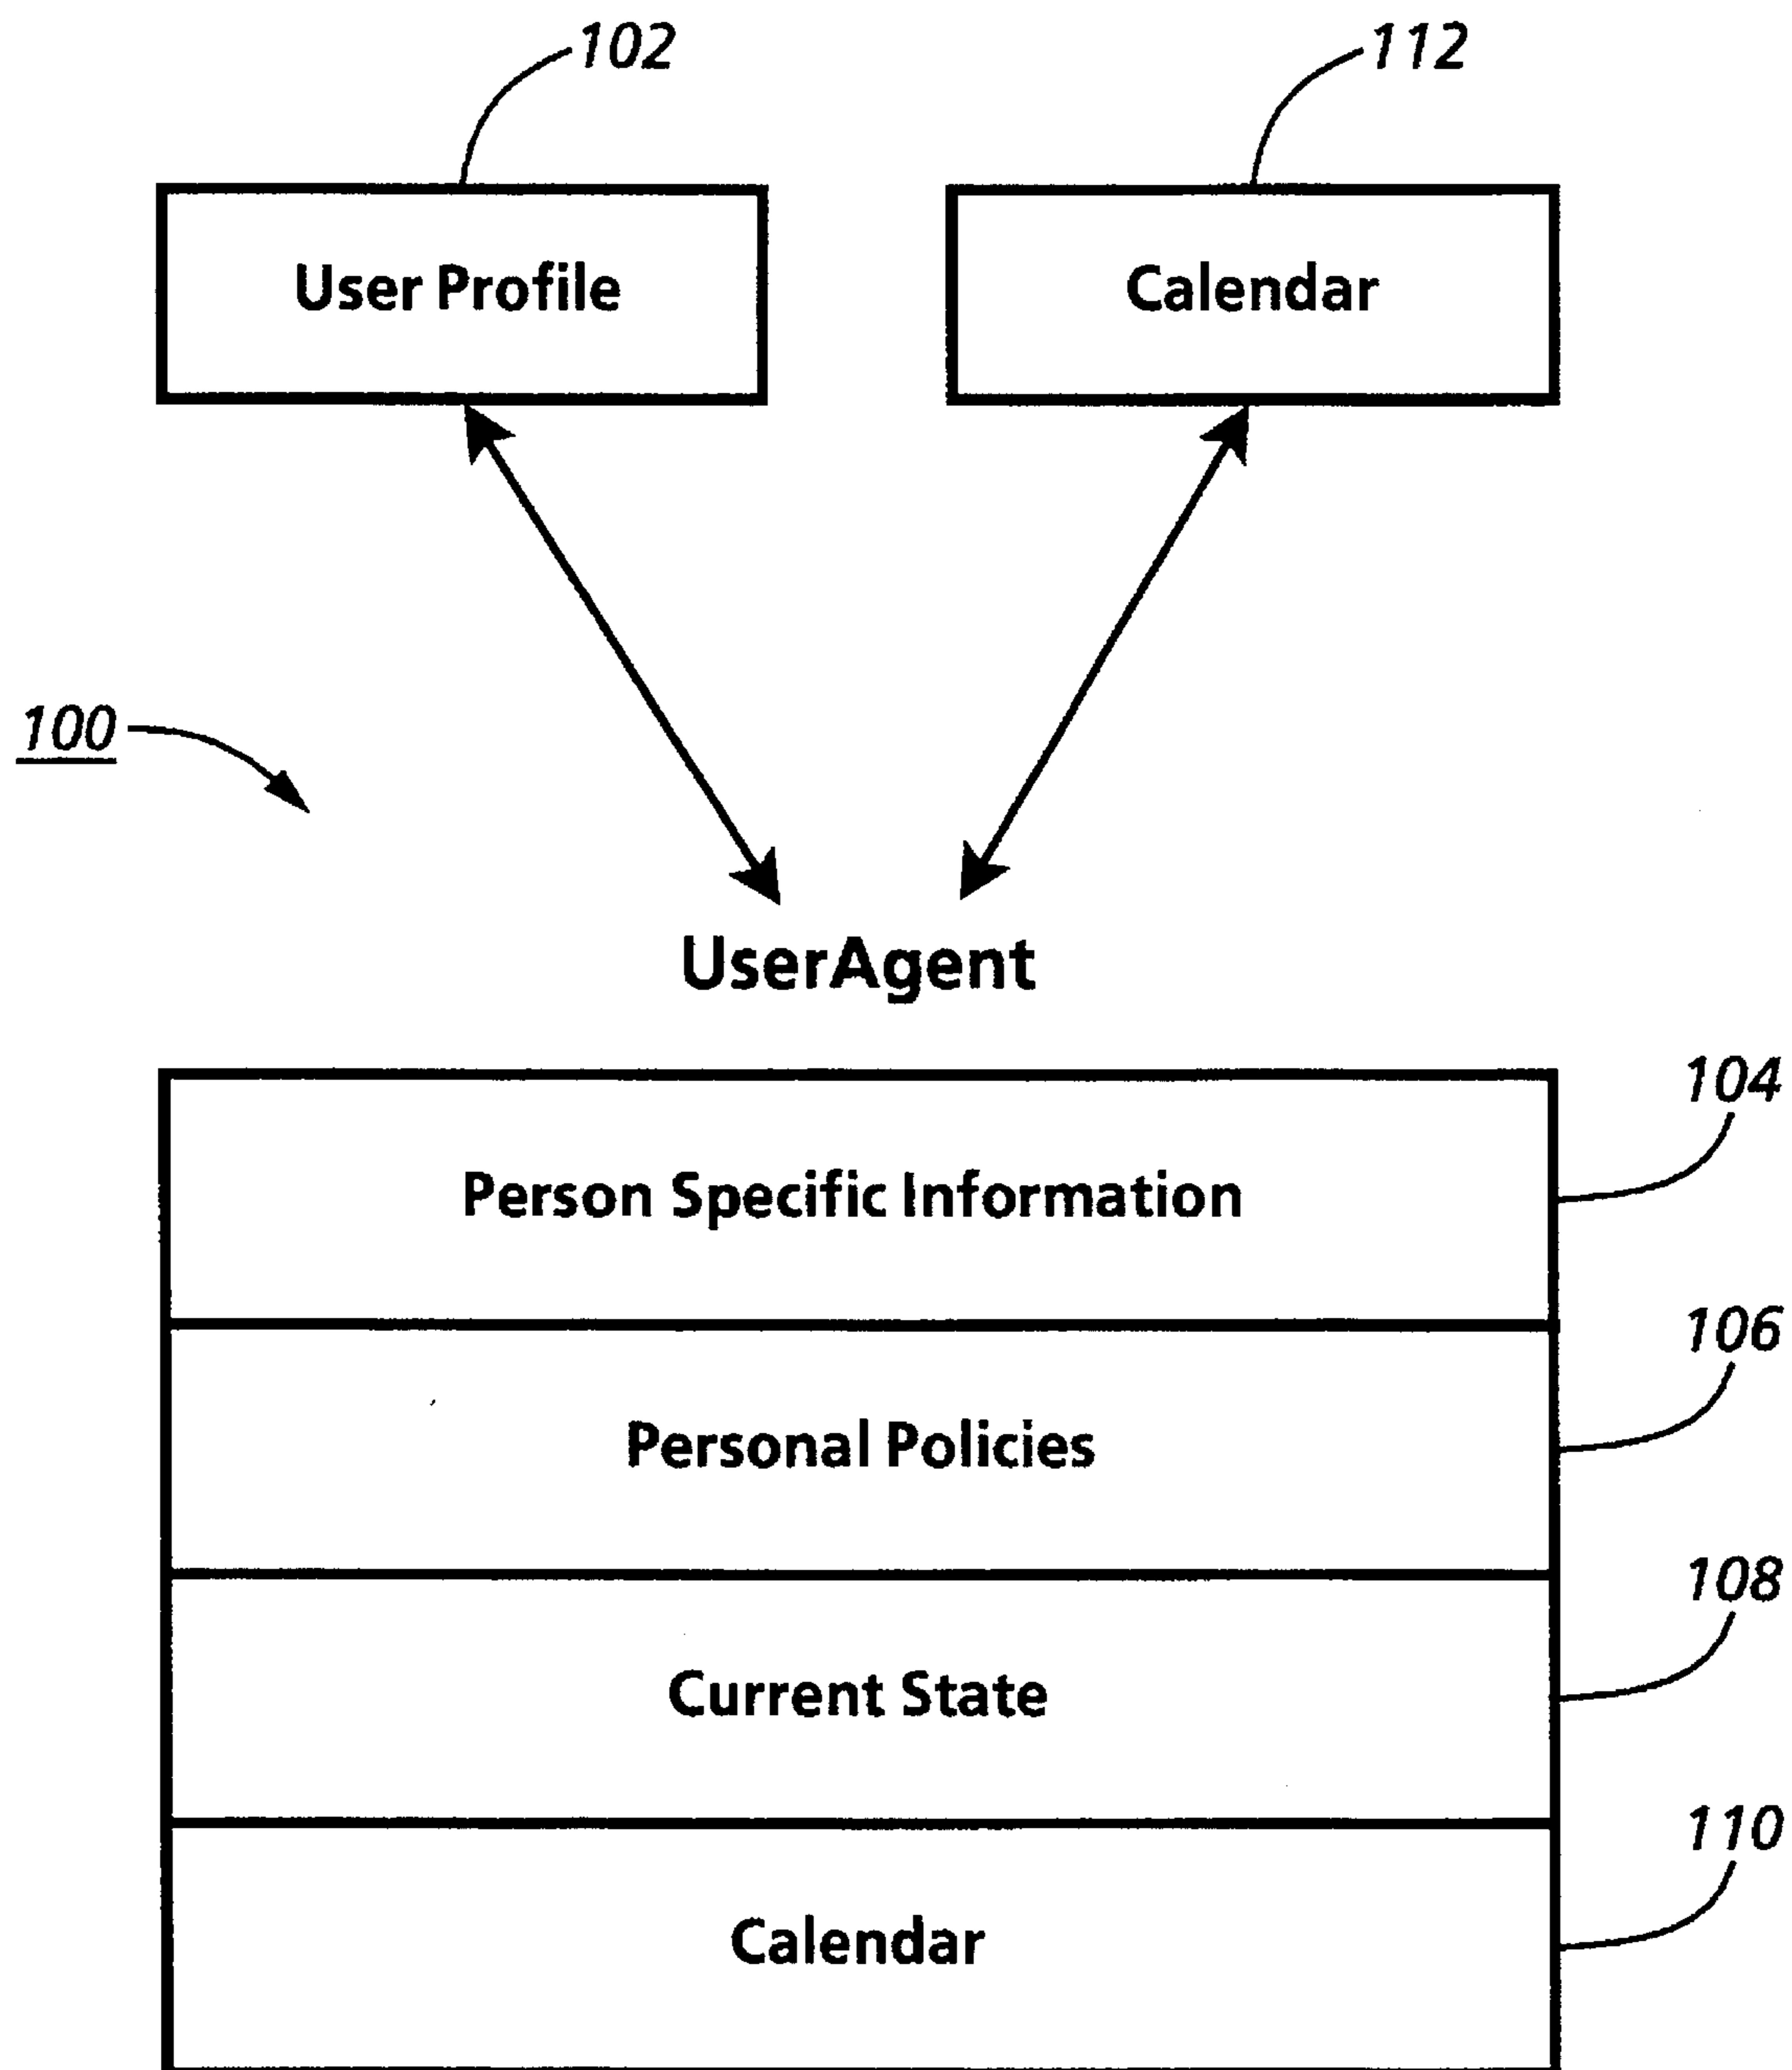 102
112
User Profile
Calendar
100
UserAgent
104
Person Specific Information
106
Personal Policies
108
Current State
110
Calendar